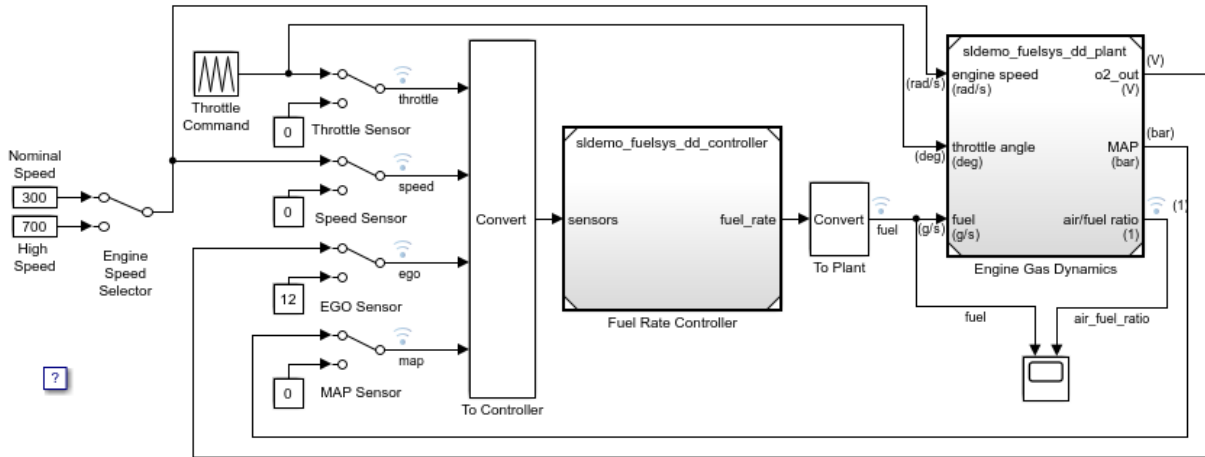 sldemo_fuelsys_dd_plant
(V)
engine speed
(rad/s)
(rad/s)
o2_out
(V)
Throttle
Command
throttle
0
Throttle Sensor
sldemo_fuelsys_dd_controller
(deg)
throttle angle
(deg)
(bar)
MAP
(bar)
Nominal
Speed
300
700
High
Speed
Engine
Speed
Selector
speed
0
Speed Sensor
Convert
sensors
fuel_rate
Convert
To Plant
fuel
(g/s)
fuel
(g/s)
air/fuel ratio
(1)
(1)
Engine Gas Dynamics
ego
12
EGO Sensor
Fuel Rate Controller
fuel
air_fuel_ratio
map
0
MAP Sensor
To Controller
?